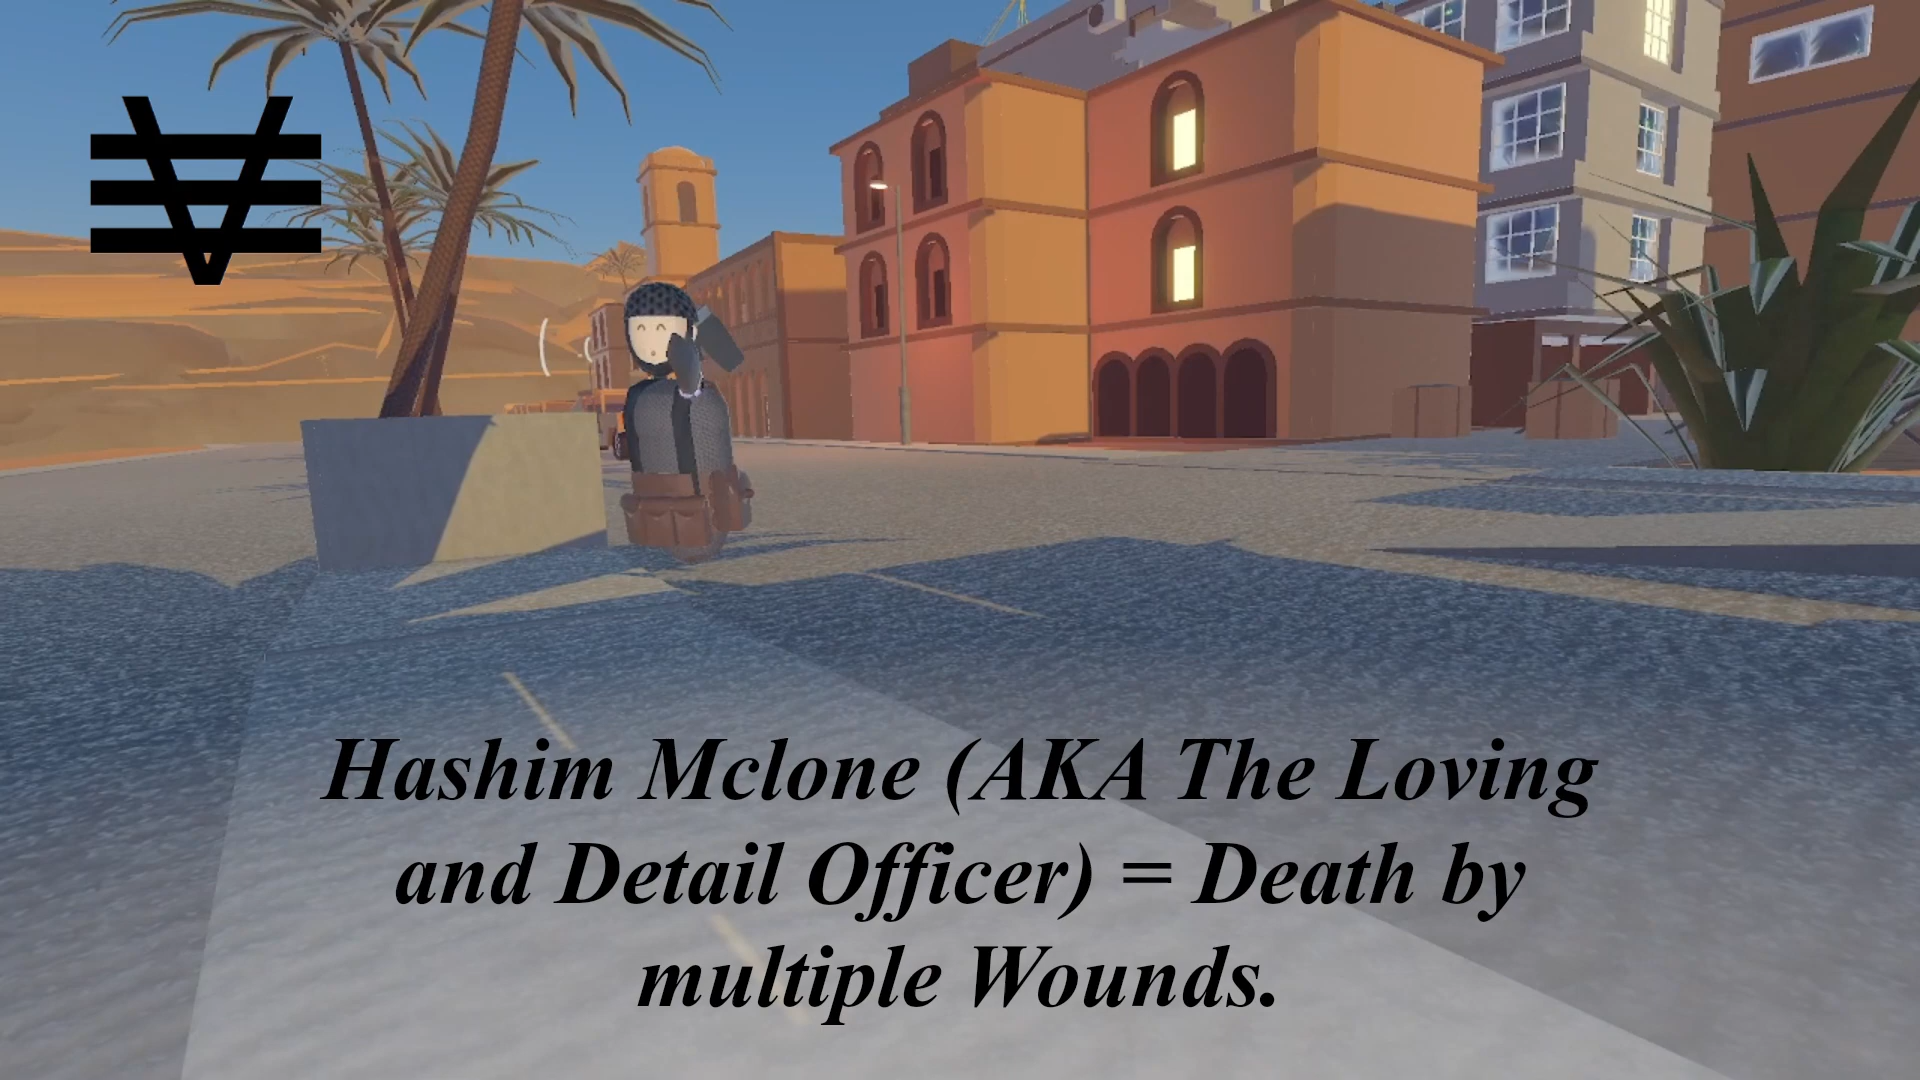 Hashim Mclone (AKA The Loving
and Detail Officer) = Death by
multiple Wounds.